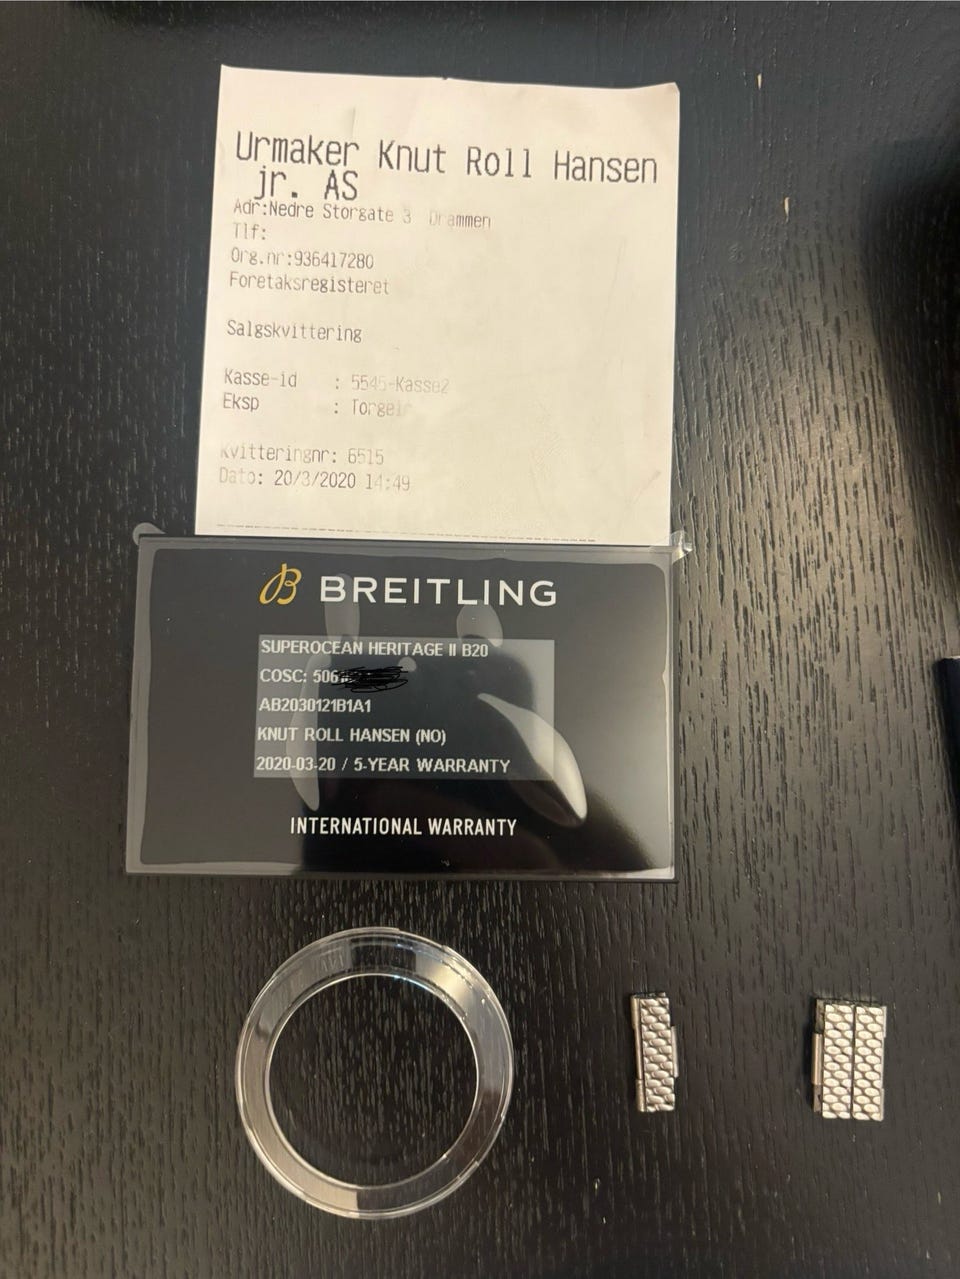 Urmaker Knut Roll Hansen
jr. AS
Adr:Nedre Storgate 3 Drammen
Tlf:
Org.nr:936417280
Foretaksregisteret
Salgskvittering
Kasse-id : 5545-Kasse2
Eksp : Torgeir
Kvitteringnr: 6515
Dato: 20/3/2020 14:49
B BREITLING
SUPEROCEAN HERITAGE II B20
COSC: 506
AB2030121B1A1
KNUT ROLL HANSEN (NO)
2020-03-20 / 5-YEAR WARRANTY
INTERNATIONAL WARRANTY